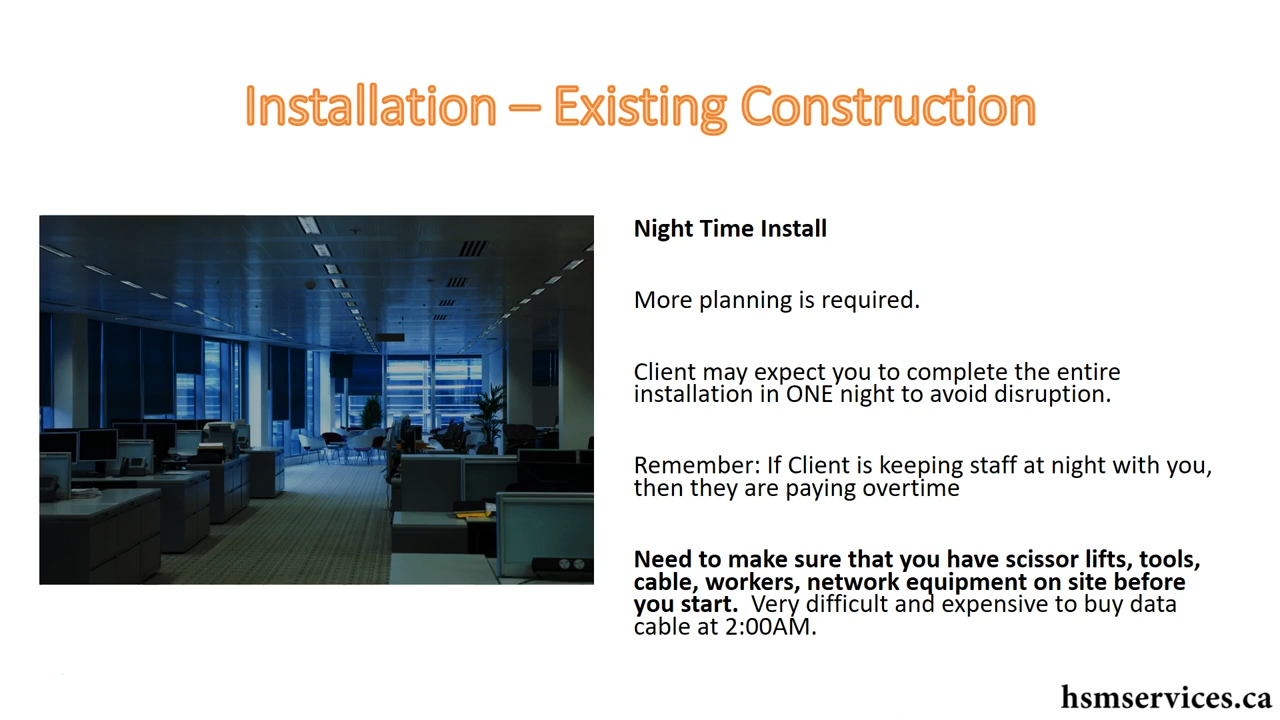 Installation – Existing Construction
Night Time Install
More planning is required.
Client may expect you to complete the entire
installation in ONE night to avoid disruption.
Remember: If Client is keeping staff at night with you,
then they are paying overtime
Need to make sure that you have scissor lifts, tools,
cable, workers, network equipment on site before
you start.  Very difficult and expensive to buy data
cable at 2:00AM.
hsmservices.ca